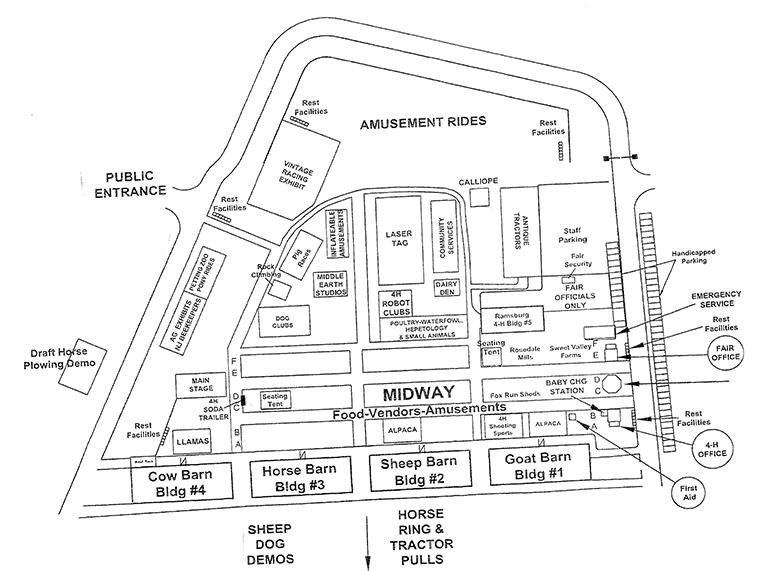 Rest
Facilities
AMUSEMENT RIDES
Rest
Facilities
PUBLIC
ENTRANCE
VINTAGE
RACING
EXHIBIT
CALLIOPE
Rest
Facilities
INFLATEABLE
AMUSEMENTS
LASER
TAG
COMMUNITY
SERVICES
ANTIQUE
TRACTORS
Staff
Parking
Pig
Races
PETTING ZOO
PONY RIDES
Rock
Climbing
Fair
Security
Handicapped
Parking
MIDDLE
EARTH
STUDIOS
DAIRY
DEN
FAIR
OFFICIALS
ONLY
4H
ROBOT
CLUBS
EMERGENCY
SERVICE
AG EXHIBITS
NJ BEEKEEPERS
DOG
CLUBS
POULTRY-WATERFOWL,
HEPETOLOGY
& SMALL ANIMALS
Ramsburg
4-H Bldg #5
Rest
Facilities
Draft Horse
Plowing Demo
Seating
Tent
Rosedale
Mills
Sweet Valley
Farms
F
E
FAIR
OFFICE
F
E
MAIN
STAGE
D
C
Seating
Tent
MIDWAY
Fox Run Sheds
BABY CHG
STATION
D
C
4H
SODA
TRAILER
Food-Vendors-Amusements
Rest
Facilities
LLAMAS
B
A
ALPACA
4H
Shooting
Sports
ALPACA
B
A
Rest
Facilities
4-H
OFFICE
Cow Barn
Bldg #4
Horse Barn
Bldg #3
Sheep Barn
Bldg #2
Goat Barn
Bldg #1
First
Aid
SHEEP
DOG
DEMOS
HORSE
RING &
TRACTOR
PULLS